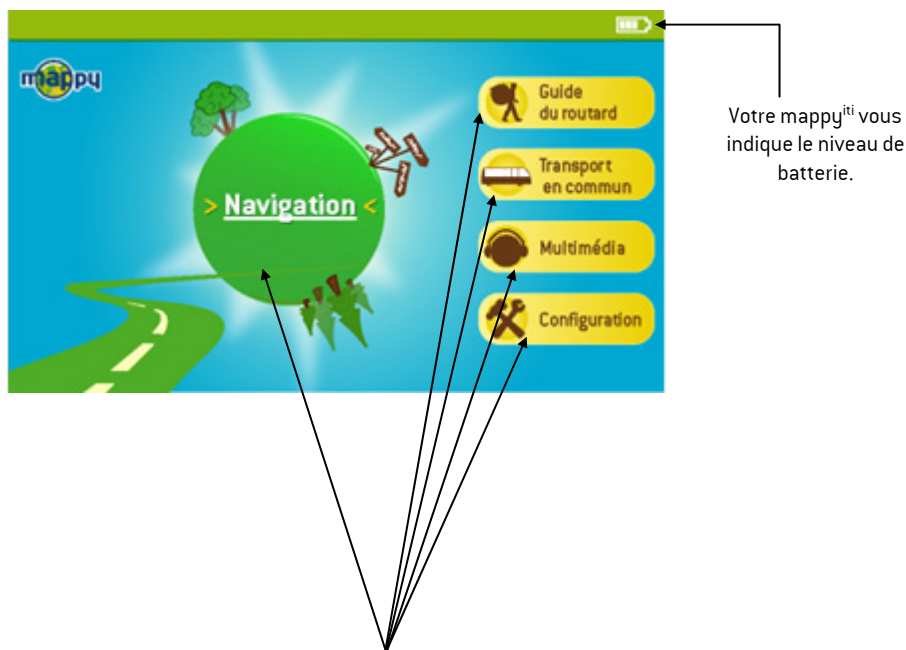 mappy
Guide
du routard
Transport
en commun
> Navigation <
Multimédia
Configuration
Votre mappyiti vous
indique le niveau de
batterie.